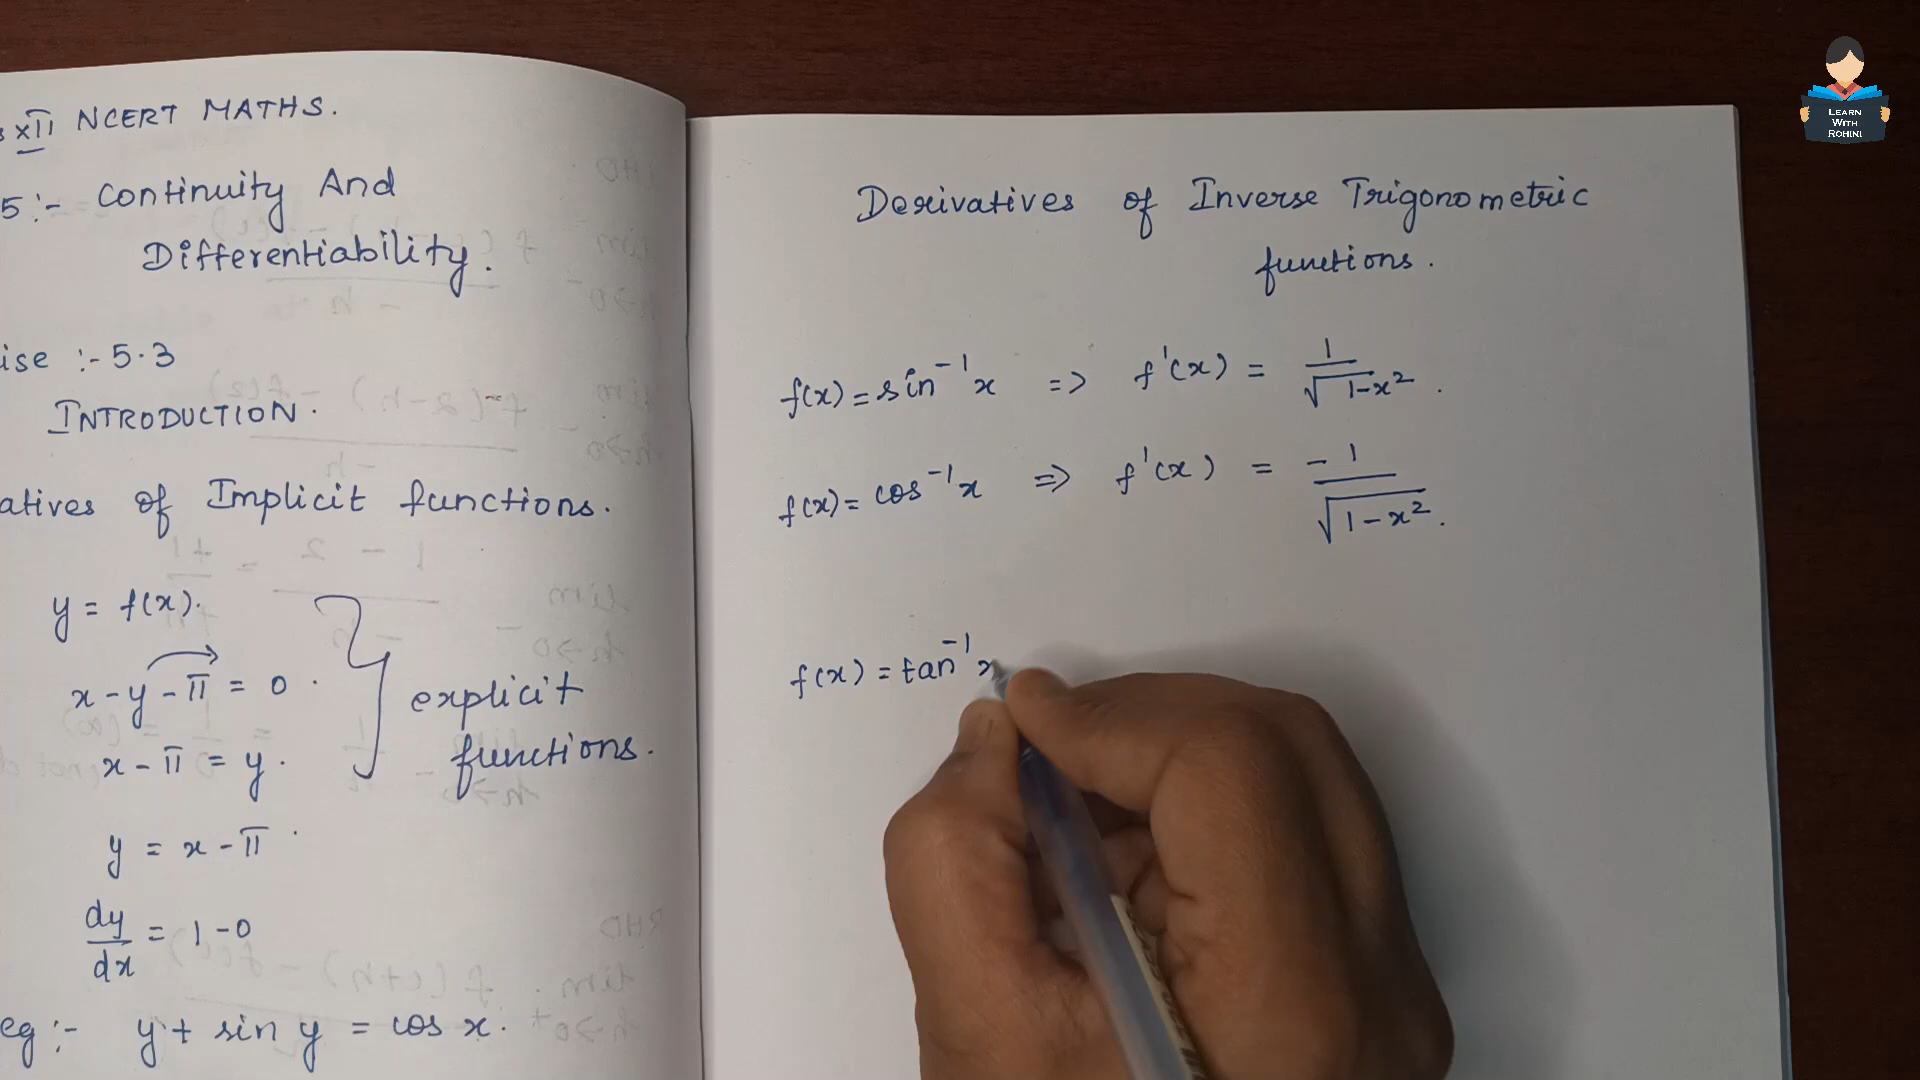 XII NCERT MATHS.
5:- Continuity And
Differentiability.
ise :- 5.3
INTRODUCTION.
atives of Implicit functions.
y = f(x).
x - y - π = 0.
x - π = y.
explicit
functions.
y = x - π
dy/dx = 1 - 0
eg :- y + sin y = cos x.
Derivatives of Inverse Trigonometric
functions.
f(x) = sin⁻¹x => f'(x) = 1/√1-x².
f(x) = cos⁻¹x => f'(x) = -1/√1-x².
f(x) = tan⁻¹x
LEARN
WITH
ROHINI